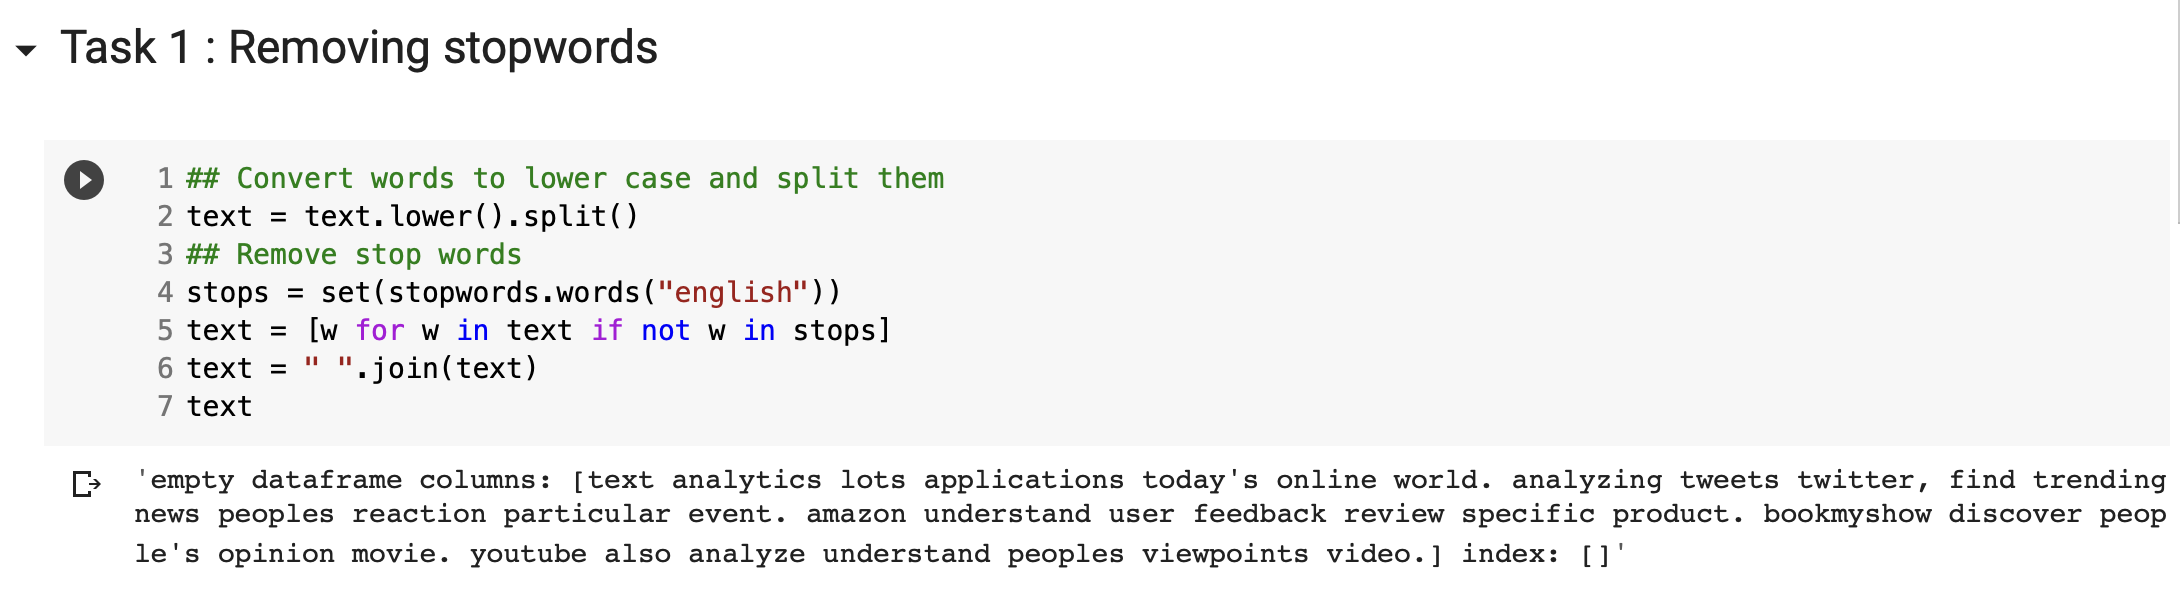 Task 1 : Removing stopwords
1 ## Convert words to lower case and split them
2 text = text.lower().split()
3 ## Remove stop words
4 stops = set(stopwords.words("english"))
5 text = [w for w in text if not w in stops]
6 text = " ".join(text)
7 text
'empty dataframe columns: [text analytics lots applications today's online world. analyzing tweets twitter, find trending
news peoples reaction particular event. amazon understand user feedback review specific product. bookmyshow discover peop
le's opinion movie. youtube also analyze understand peoples viewpoints video.] index: []'